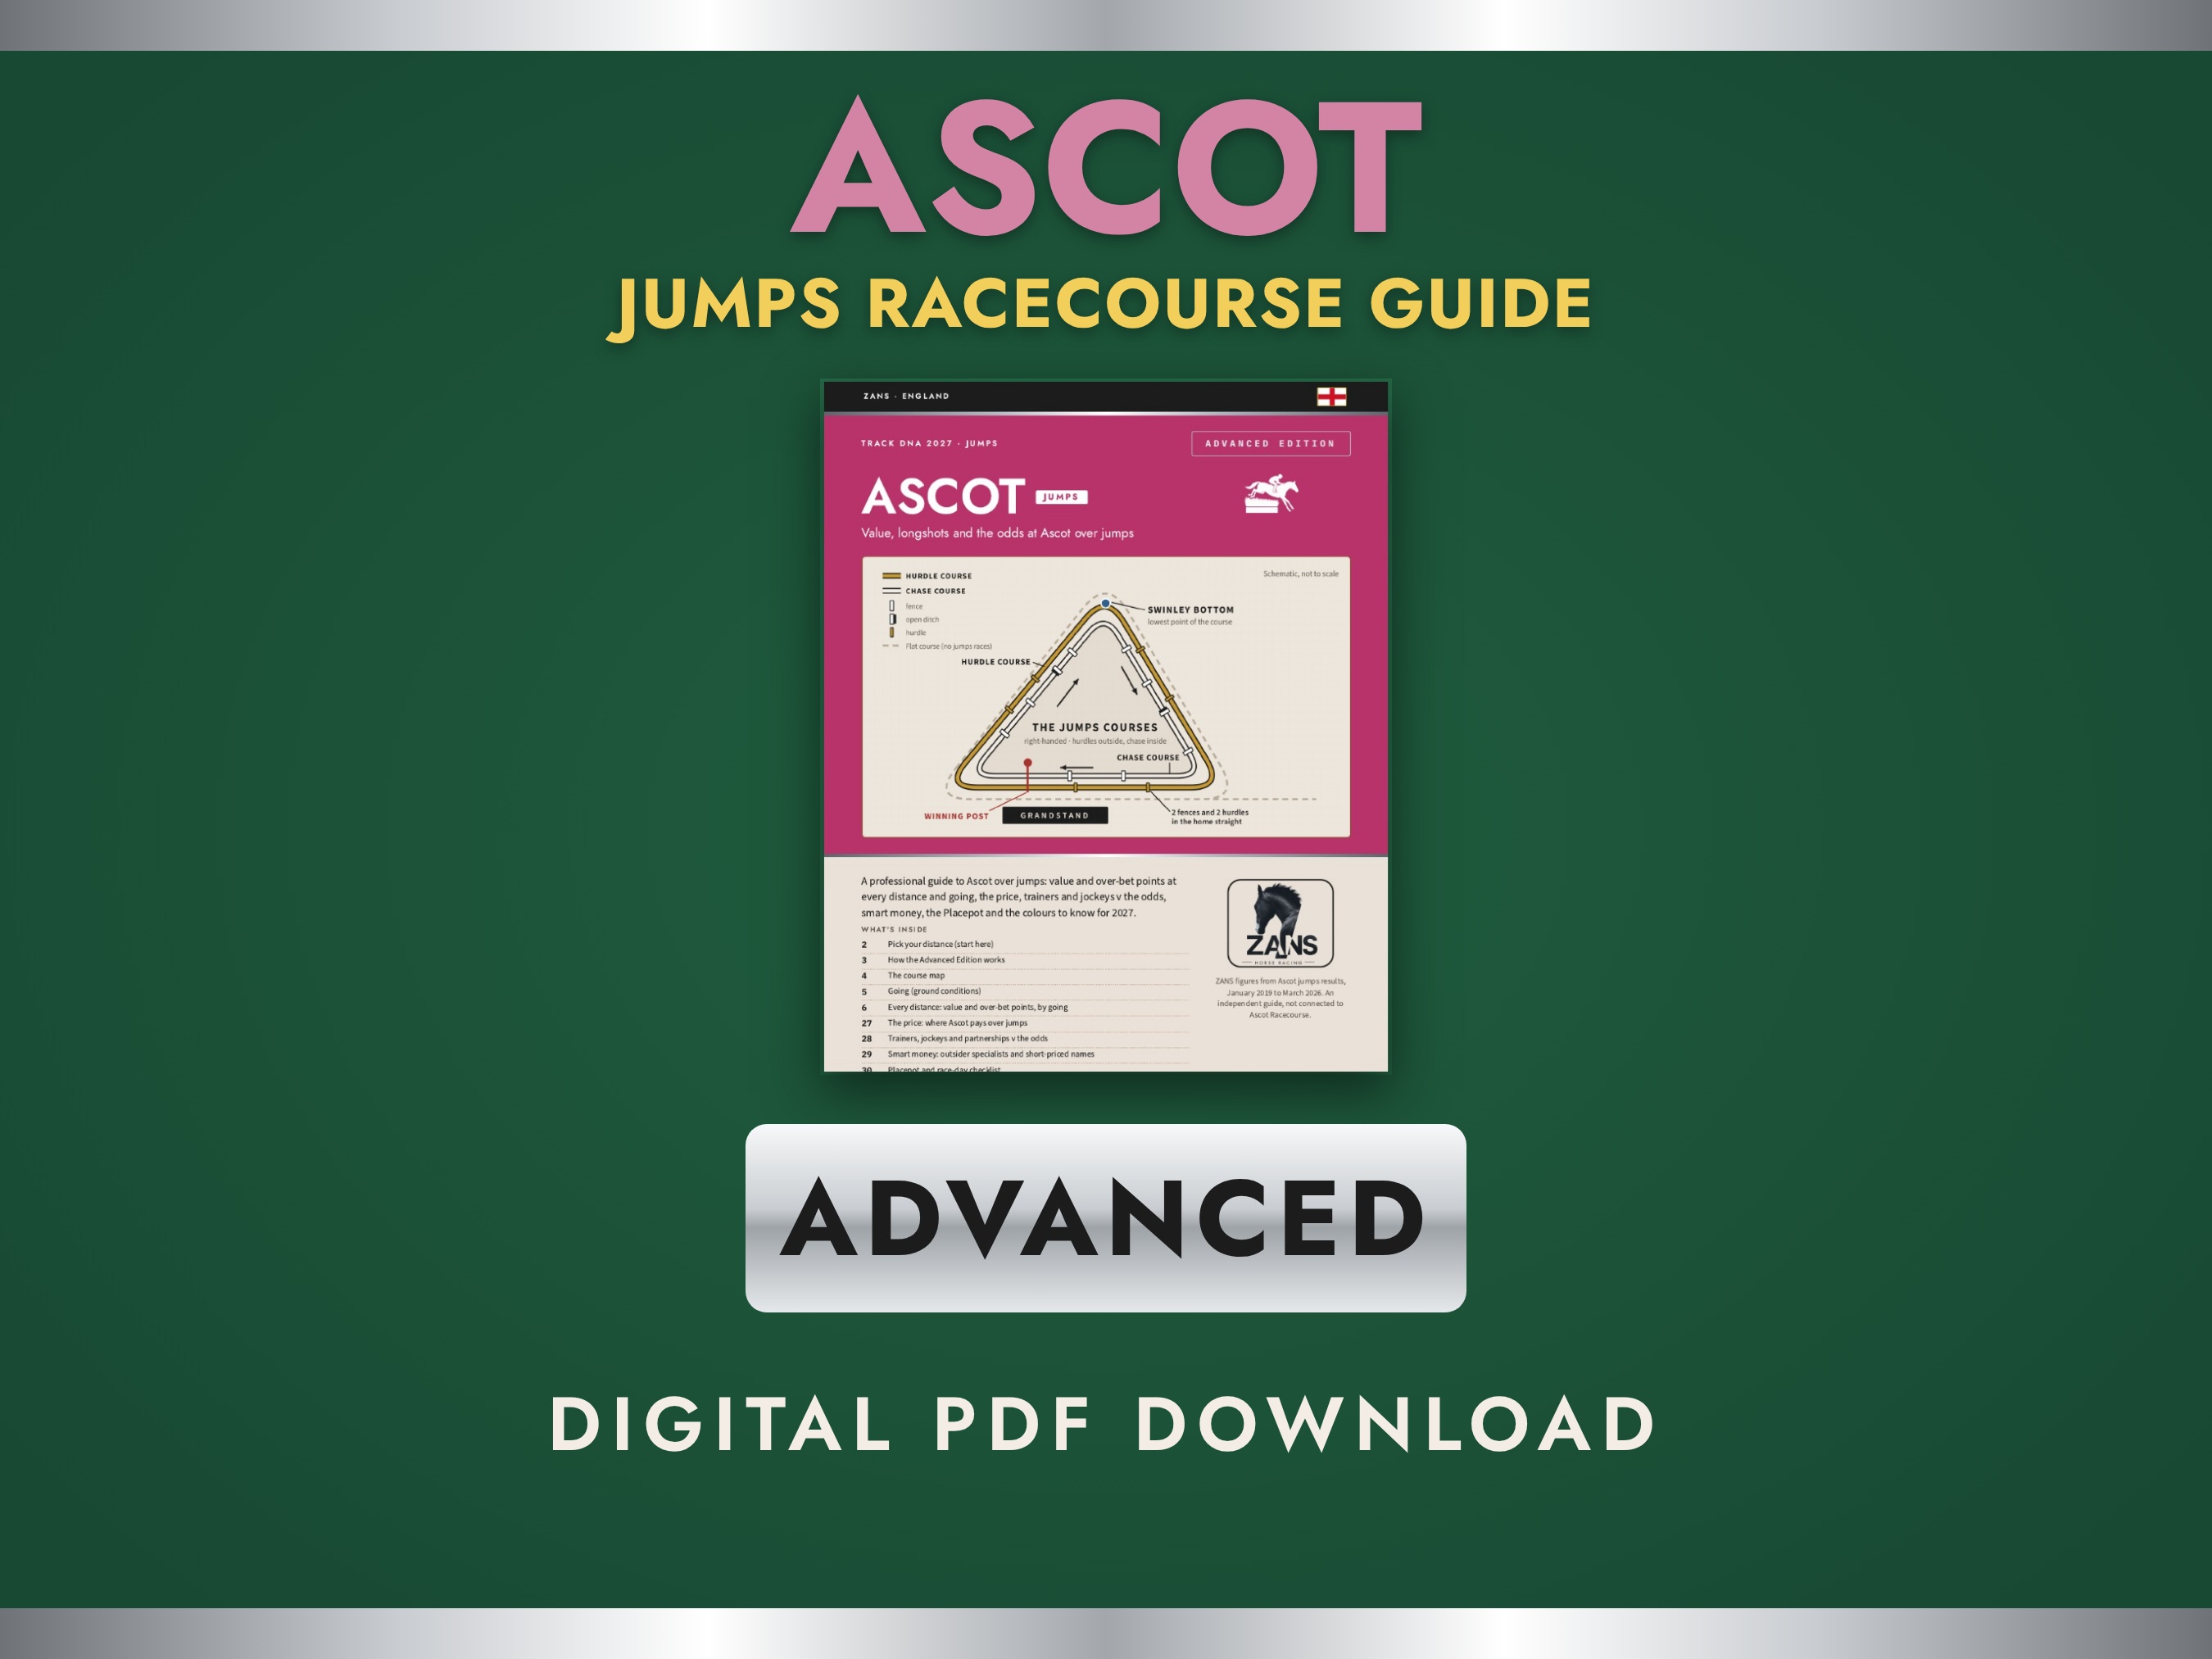 ASCOT
JUMPS RACECOURSE GUIDE
ZANS · ENGLAND
TRACK DNA 2027 · JUMPS
ADVANCED EDITION
ASCOT JUMPS
Value, longshots and the odds at Ascot over jumps
HURDLE COURSE
CHASE COURSE
fence
open ditch
hurdle
Flat course (no jumps races)
Schematic, not to scale
SWINLEY BOTTOM
lowest point of the course
HURDLE COURSE
THE JUMPS COURSES
right-handed · hurdles outside, chase inside
CHASE COURSE
WINNING POST
GRANDSTAND
2 fences and 2 hurdles
in the home straight
A professional guide to Ascot over jumps: value and over-bet points at
every distance and going, the price, trainers and jockeys v the odds,
smart money, the Placepot and the colours to know for 2027.
WHAT'S INSIDE
2 Pick your distance (start here)
3 How the Advanced Edition works
4 The course map
5 Going (ground conditions)
6 Every distance: value and over-bet points, by going
27 The price: where Ascot pays over jumps
28 Trainers, jockeys and partnerships v the odds
29 Smart money: outsider specialists and short-priced names
30 Placepot and race-day checklist
ZANS
HORSE RACING
ZANS figures from Ascot jumps results,
January 2019 to March 2026. An
independent guide, not connected to
Ascot Racecourse.
ADVANCED
DIGITAL PDF DOWNLOAD